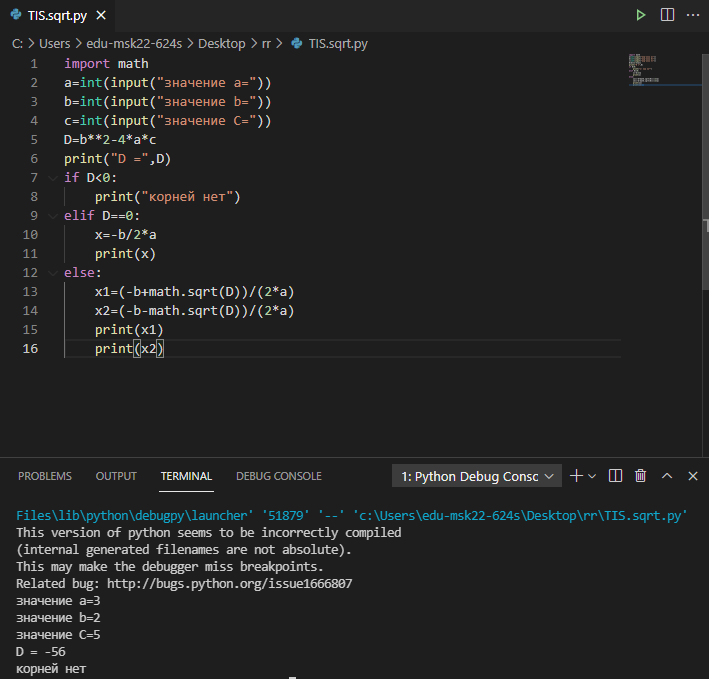 TIS.sqrt.py
C: > Users > edu-msk22-624s > Desktop > rr > TIS.sqrt.py
1 import math
2 a=int(input("значение a="))
3 b=int(input("значение b="))
4 c=int(input("значение C="))
5 D=b**2-4*a*c
6 print("D =",D)
7 if D<0:
8     print("корней нет")
9 elif D==0:
10     x=-b/2*a
11     print(x)
12 else:
13     x1=(-b+math.sqrt(D))/(2*a)
14     x2=(-b-math.sqrt(D))/(2*a)
15     print(x1)
16     print(x2)
PROBLEMS OUTPUT TERMINAL DEBUG CONSOLE 1: Python Debug Consc
Files\lib\python\debugpy\launcher' '51879' '--' 'c:\Users\edu-msk22-624s\Desktop\rr\TIS.sqrt.py'
This version of python seems to be incorrectly compiled
(internal generated filenames are not absolute).
This may make the debugger miss breakpoints.
Related bug: http://bugs.python.org/issue1666807
значение a=3
значение b=2
значение C=5
D = -56
корней нет